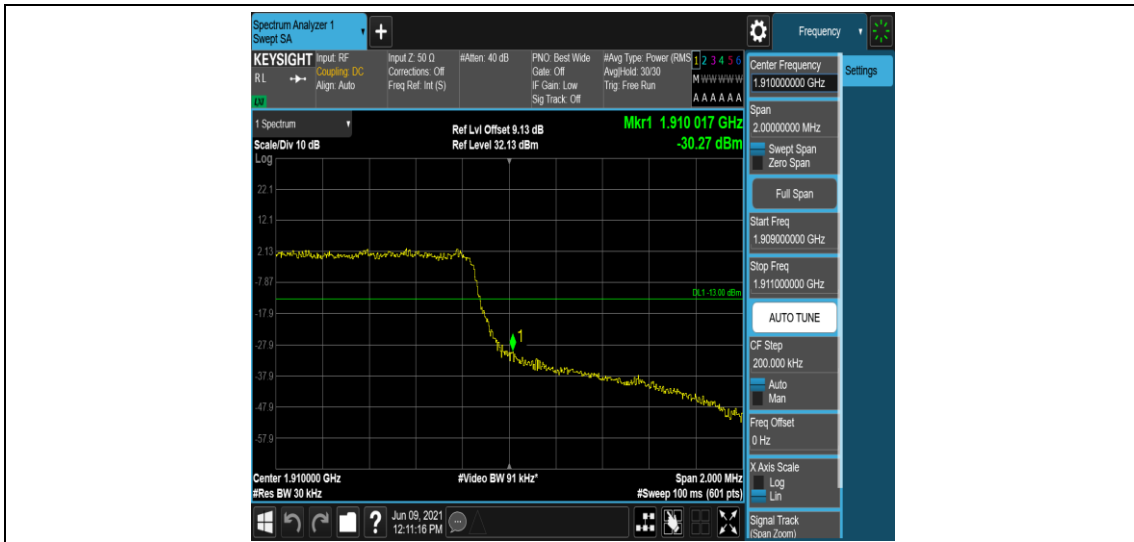 Spectrum Analyzer 1
Swept SA
+
Frequency
KEYSIGHT
RL
LXI
Input: RF
Coupling: DC
Align: Auto
Input Z: 50 Ω
Corrections: Off
Freq Ref: Int (S)
#Atten: 40 dB
PNO: Best Wide
Gate: Off
IF Gain: Low
Sig Track: Off
#Avg Type: Power (RMS
Avg|Hold: 30/30
Trig: Free Run
1 2 3 4 5 6
M W W W W W
A A A A A A
Center Frequency
1.910000000 GHz
Settings
Span
2.00000000 MHz
Swept Span
Zero Span
Full Span
Start Freq
1.909000000 GHz
Stop Freq
1.911000000 GHz
AUTO TUNE
CF Step
200.000 kHz
Auto
Man
Freq Offset
0 Hz
X Axis Scale
Log
Lin
Signal Track
(Span Zoom)
1 Spectrum
Scale/Div 10 dB
Log
Ref Lvl Offset 9.13 dB
Ref Level 32.13 dBm
Mkr1 1.910 017 GHz
-30.27 dBm
22.1
12.1
2.13
-7.87
DL1 -13.00 dBm
-17.9
-27.9
1
-37.9
-47.9
-57.9
Center 1.910000 GHz
#Video BW 91 kHz*
Span 2.000 MHz
#Res BW 30 kHz
#Sweep 100 ms (601 pts)
?
Jun 09, 2021
12:11:16 PM